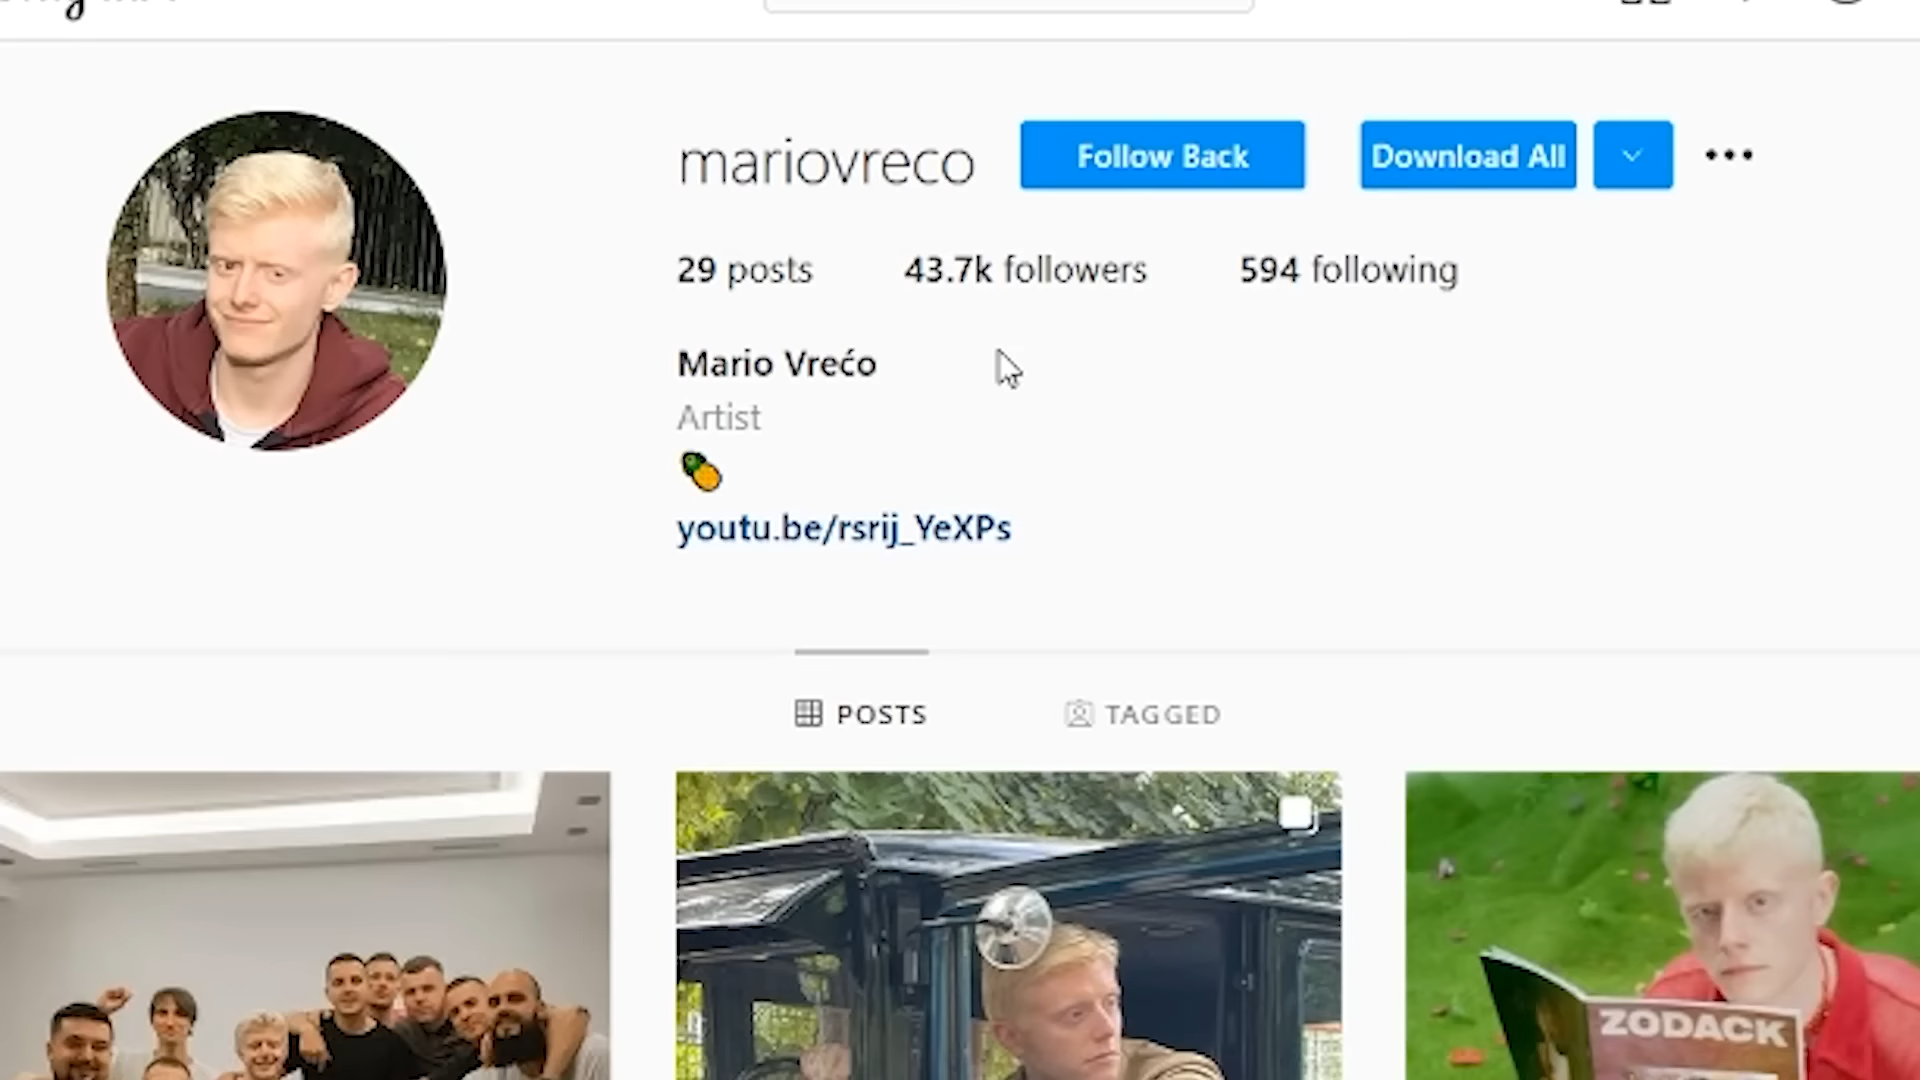 mariovreco Follow Back Download All
29 posts 43.7k followers 594 following
Mario Vrećo
Artist
youtu.be/rsrij_YeXPs
POSTS TAGGED
ZODACK